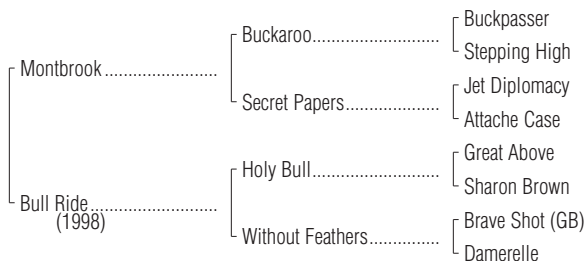 Buckpasser
Buckaroo........................................
Stepping High
Montbrook .............................
Jet Diplomacy
Secret Papers..............................
Attache Case
Great Above
Holy Bull........................................
Sharon Brown
Bull Ride................................
(1998)
Brave Shot (GB)
Without Feathers......................
Damerelle